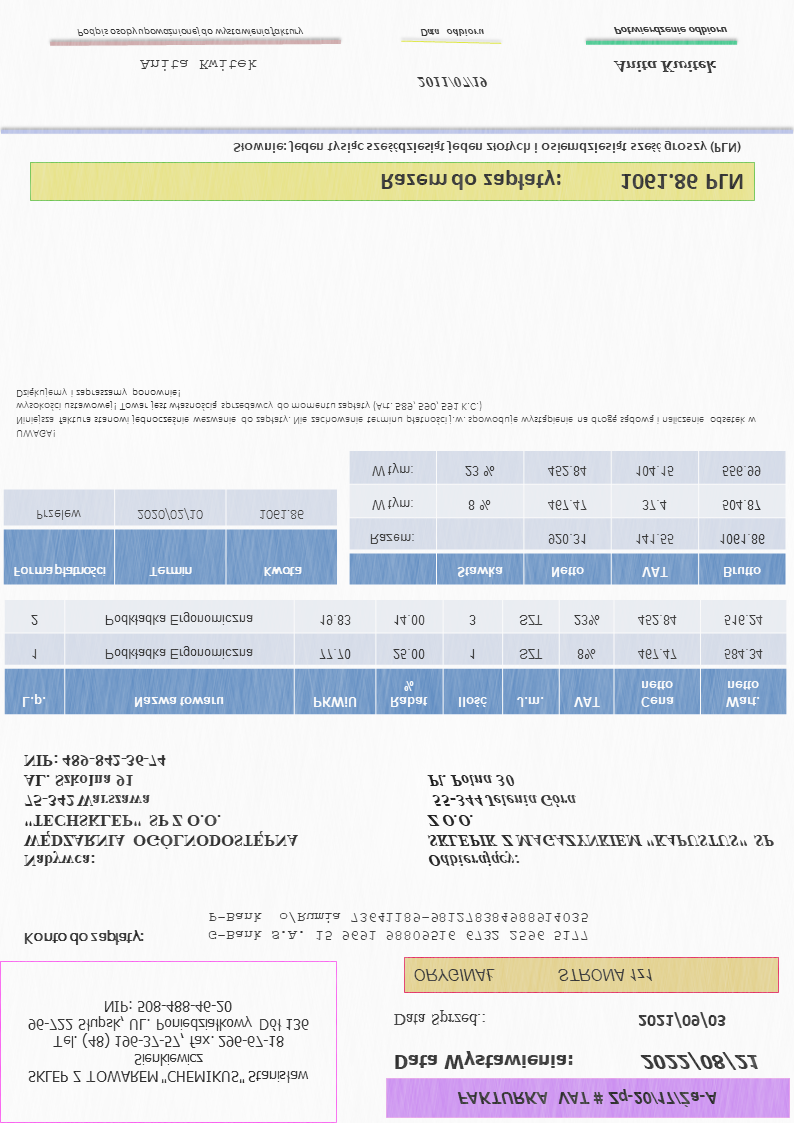 FAKTURKA VAT # Zq-20/17/Ża-A
Data Wystawienia: 2022/08/21
Data Sprzed.: 2021/09/03
ORYGINAŁ STRONA 1z1
SKLEP Z TOWAREM "CHEMIKUS" Stanisław
Sienkiewicz
Tel. (48) 196-37-57, fax. 296-67-18
96-722 Słupsk, UL. Poniedziałkowy Dół 136
NIP: 508-488-46-20
Konto do zapłaty:
G-Bank S.A. 15 9691 98809516 6732 2596 5177
P-Bank o/Rumia 73641189-981278384988914035
Nabywca:
WĘDZARNIA OGÓLNODOSTĘPNA
"TECHSKLEP" SP Z O.O.
75-342 Warszawa
AL. Szkolna 91
NIP: 489-842-36-74
Odbierający:
SKLEPIK Z MAGAZYNKIEM "KAPUSTUS" SP
Z O.O.
55-344 Jelenia Góra
Pl. Polna 30
L.p. Nazwa towaru PKWiU Rabat % Ilość J.m. VAT Cena netto Wart. netto
1 Podkładka Ergonomiczna 77.70 25.00 1 SZT 8% 467.47 584.34
2 Podkładka Ergonomiczna 19.83 14.00 3 SZT 23% 452.84 516.24
Forma płatności Termin Kwota
Przelew 2020/02/10 1061.86
Stawka Netto VAT Brutto
Razem: 920.31 141.55 1061.86
W tym: 8 % 467.47 37.4 504.87
W tym: 23 % 452.84 104.15 556.99
UWAGA!
Niniejsza faktura stanowi jednocześnie wezwanie do zapłaty. Nie zachowanie terminu płatności j.w. spowoduje wystąpienie na drogę sądową i naliczenie odsetek w
wysokości ustawowej! Towar jest własnością sprzedawcy do momentu zapłaty (Art. 589, 590, 591 K.C.)
Dziękujemy i zapraszamy ponownie!
Razem do zapłaty: 1061.86 PLN
Słownie: Jeden tysiąc sześćdziesiąt jeden złotych i osiemdziesiąt sześć groszy (PLN)
Anita Kwitek
2011/07/19
Anita Kwitek
Podpis osoby upoważnionej do wystawienia faktury
Data odbioru
Potwierdzenie odbioru